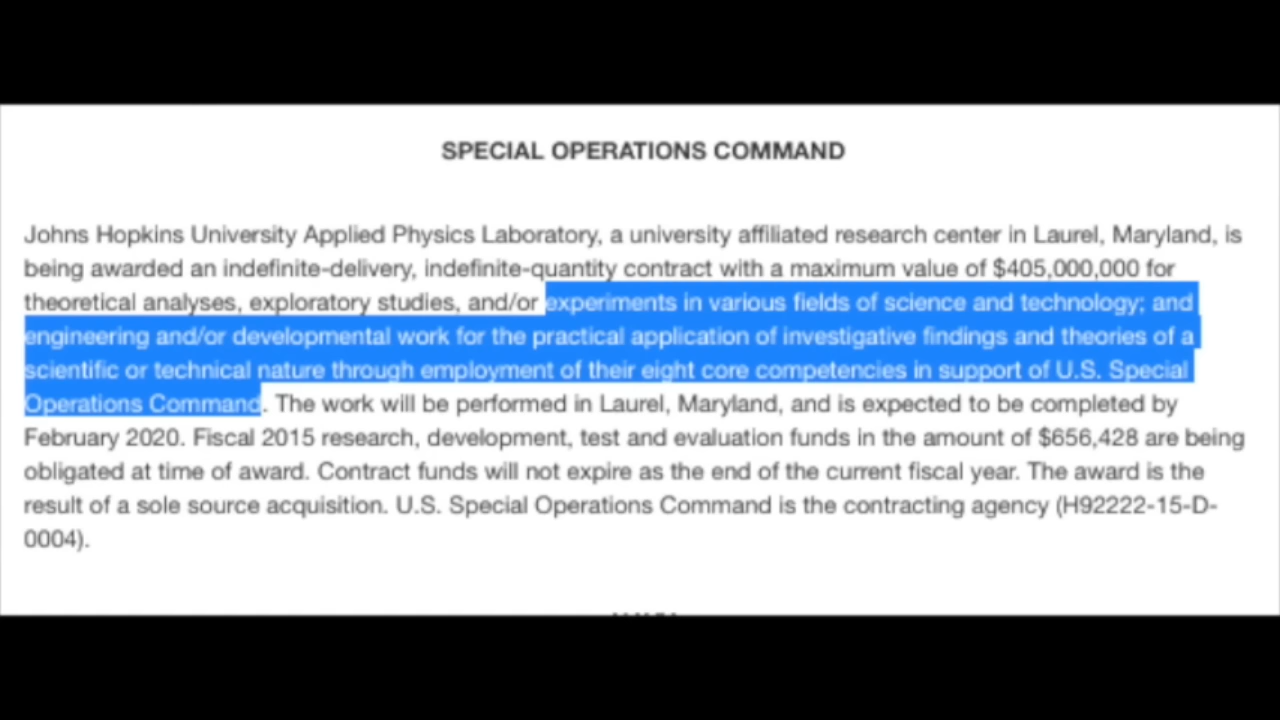 SPECIAL OPERATIONS COMMAND
Johns Hopkins University Applied Physics Laboratory, a university affiliated research center in Laurel, Maryland, is
being awarded an indefinite-delivery, indefinite-quantity contract with a maximum value of $405,000,000 for
theoretical analyses, exploratory studies, and/or experiments in various fields of science and technology; and
engineering and/or developmental work for the practical application of investigative findings and theories of a
scientific or technical nature through employment of their eight core competencies in support of U.S. Special
Operations Command. The work will be performed in Laurel, Maryland, and is expected to be completed by
February 2020. Fiscal 2015 research, development, test and evaluation funds in the amount of $656,428 are being
obligated at time of award. Contract funds will not expire as the end of the current fiscal year. The award is the
result of a sole source acquisition. U.S. Special Operations Command is the contracting agency (H92222-15-D-
0004).